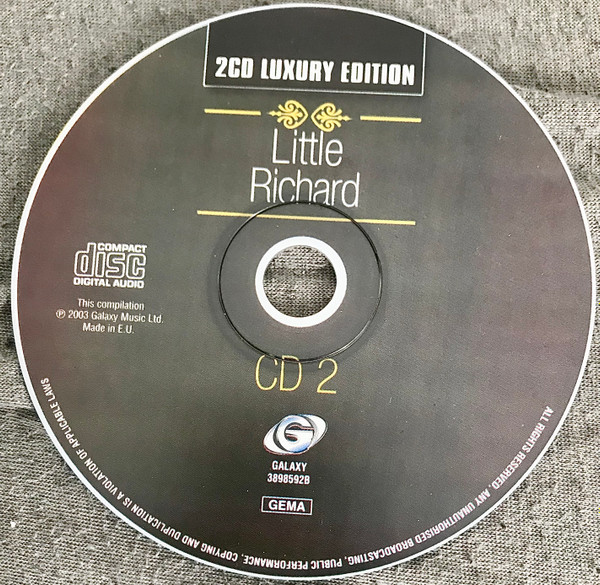 2CD LUXURY EDITION
Little
Richard
COMPACT
disc
DIGITAL AUDIO
This compilation
℗ 2003 Galaxy Music Ltd.
Made in E.U.
CD 2
G
GALAXY
3898592B
GEMA
ALL RIGHTS RESERVED. ANY UNAUTHORISED BROADCASTING, PUBLIC PERFORMANCE, COPYING AND DUPLICATION IS A VIOLATION OF APPLICABLE LAWS